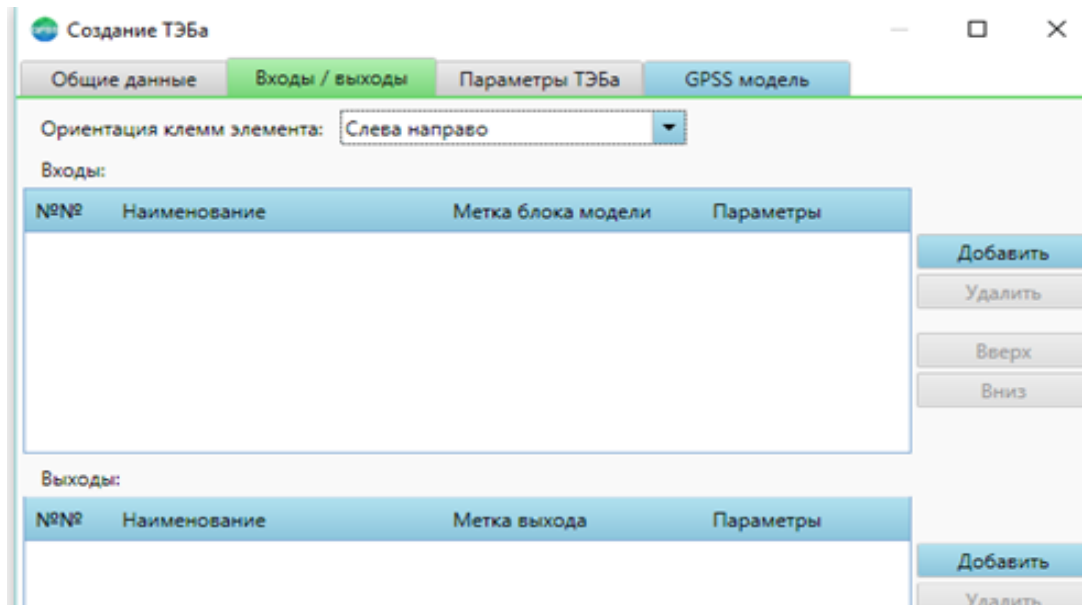 Создание ТЭБа
Общие данные Входы / выходы Параметры ТЭБа GPSS модель
Ориентация клемм элемента: Слева направо
Входы:
№№ Наименование Метка блока модели Параметры
Добавить
Удалить
Вверх
Вниз
Выходы:
№№ Наименование Метка выхода Параметры
Добавить
Удалить